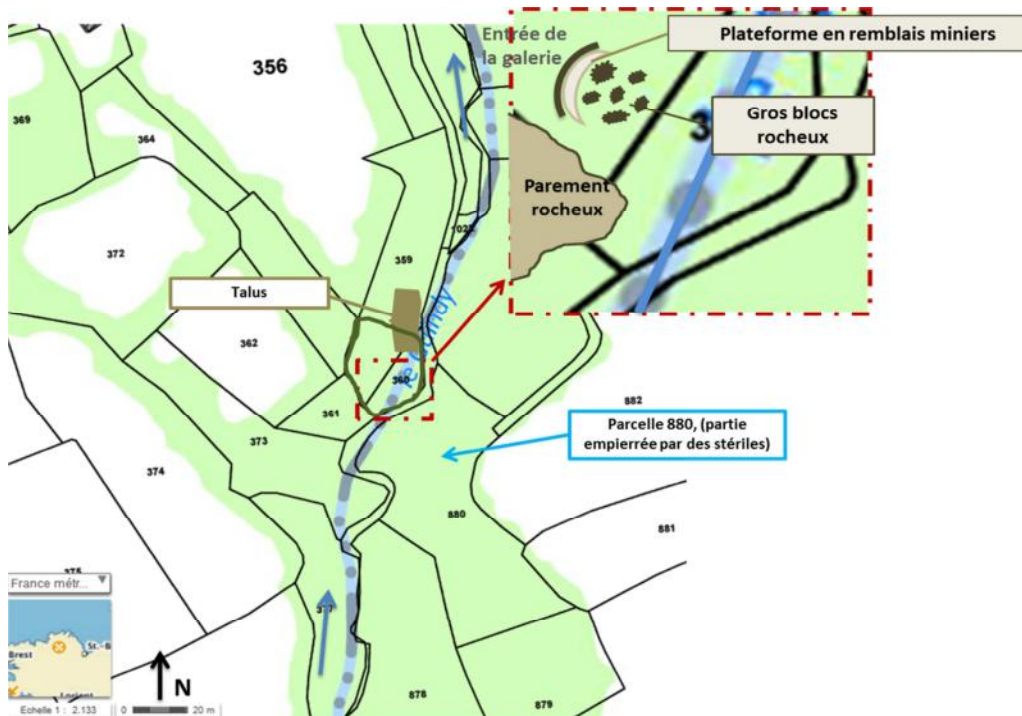 Entrée de
la galerie
Plateforme en remblais miniers
Gros blocs
rocheux
Parement
rocheux
356
369
364
372
359
Talus
362
360
361
373
374
882
Parcelle 880, (partie
empierrée par des stériles)
880
881
France métr...
Brest
878
879
N
Echelle 1 : 2.133
0
20 m